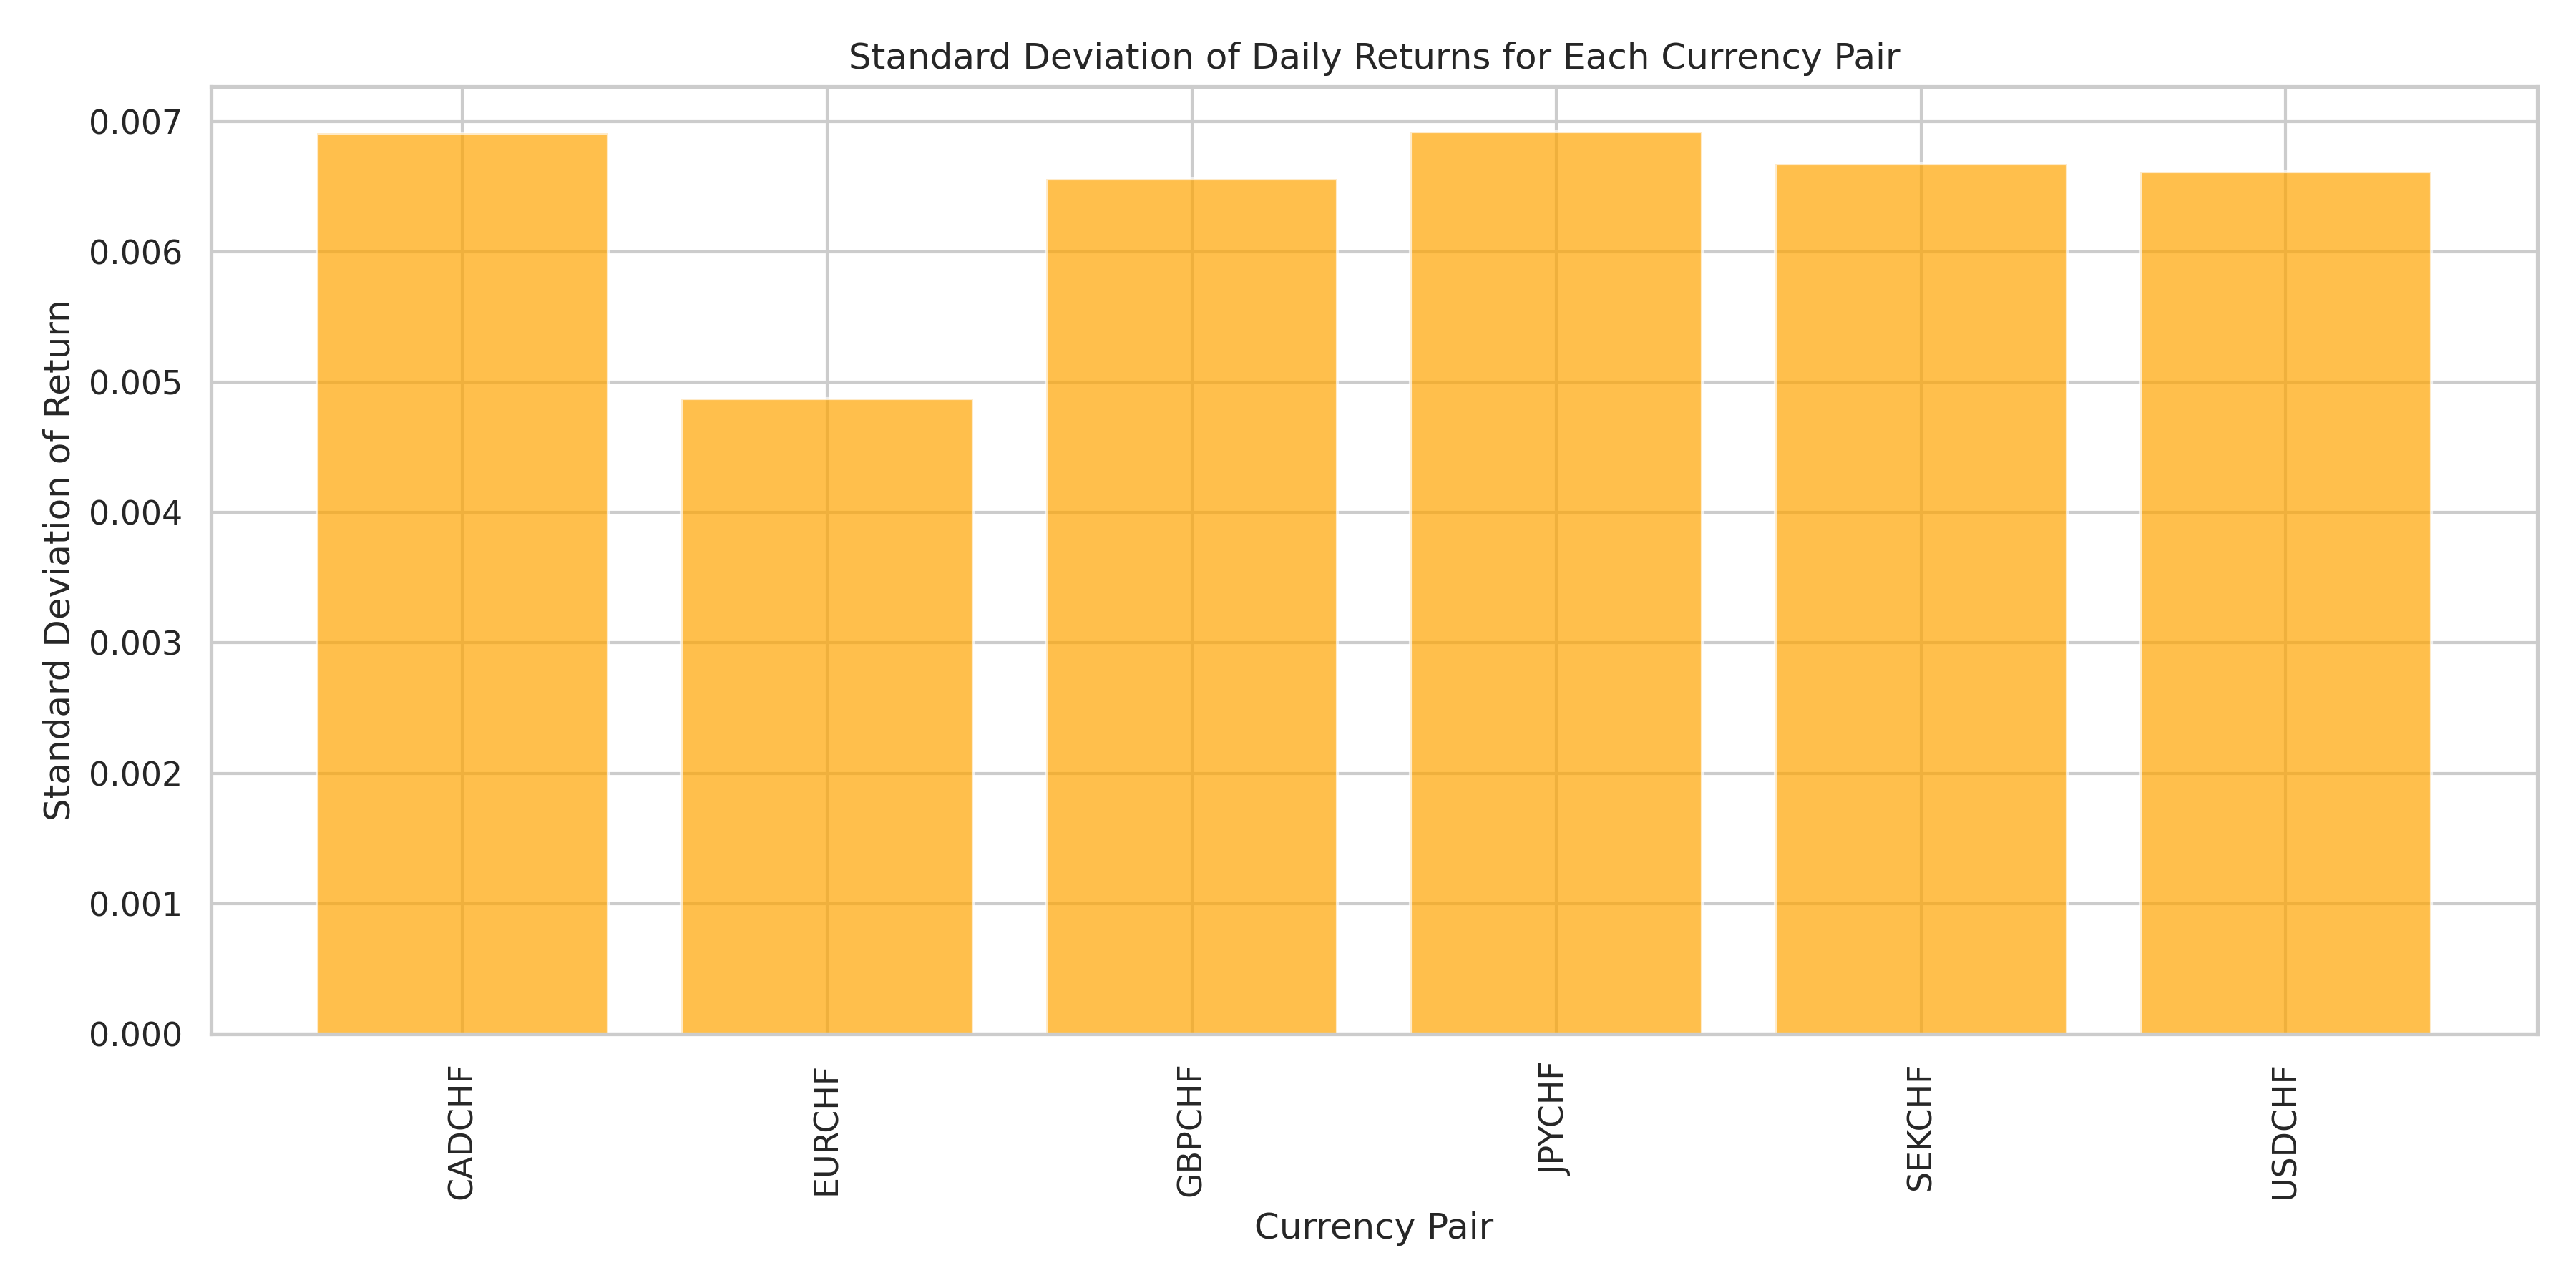 Standard Deviation of Daily Returns for Each Currency Pair
Standard Deviation of Return
0.007
0.006
0.005
0.004
0.003
0.002
0.001
0.000
CADCHF
EURCHF
GBPCHF
JPYCHF
SEKCHF
USDCHF
Currency Pair